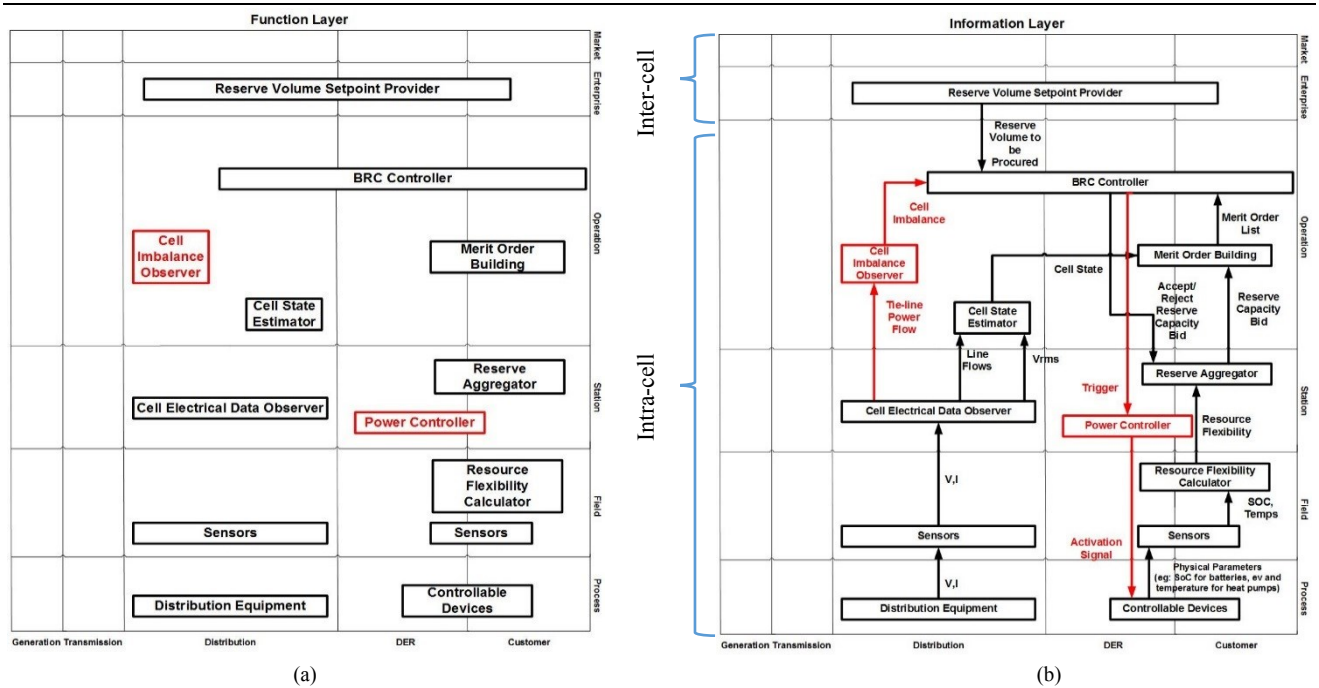 Function Layer
Market
Enterprise
Reserve Volume Setpoint Provider
Operation
BRC Controller
Cell
Imbalance
Observer
Merit Order
Building
Cell State
Estimator
Station
Reserve
Aggregator
Cell Electrical Data Observer
Power Controller
Field
Resource
Flexibility
Calculator
Sensors
Sensors
Process
Distribution Equipment
Controllable
Devices
Generation Transmission
Distribution
DER
Customer
(a)
Inter-cell
Intra-cell
Information Layer
Market
Enterprise
Reserve Volume Setpoint Provider
Reserve
Volume to
be
Procured
BRC Controller
Operation
Cell
Imbalance
Merit Order
List
Cell
Imbalance
Observer
Merit Order Building
Cell State
Tie-line
Power
Flow
Cell State
Estimator
Accept/
Reject
Reserve
Capacity
Bid
Reserve
Capacity
Bid
Line
Flows
Vrms
Station
Reserve Aggregator
Trigger
Cell Electrical Data Observer
Power Controller
Resource
Flexibility
Field
Resource Flexibility
Calculator
V,I
SOC,
Temps
Sensors
Sensors
Activation
Signal
Process
V,I
Physical Parameters
(eg: SoC for batteries, ev and
temperature for heat pumps)
Distribution Equipment
Controllable Devices
Generation Transmission
Distribution
DER
Customer
(b)